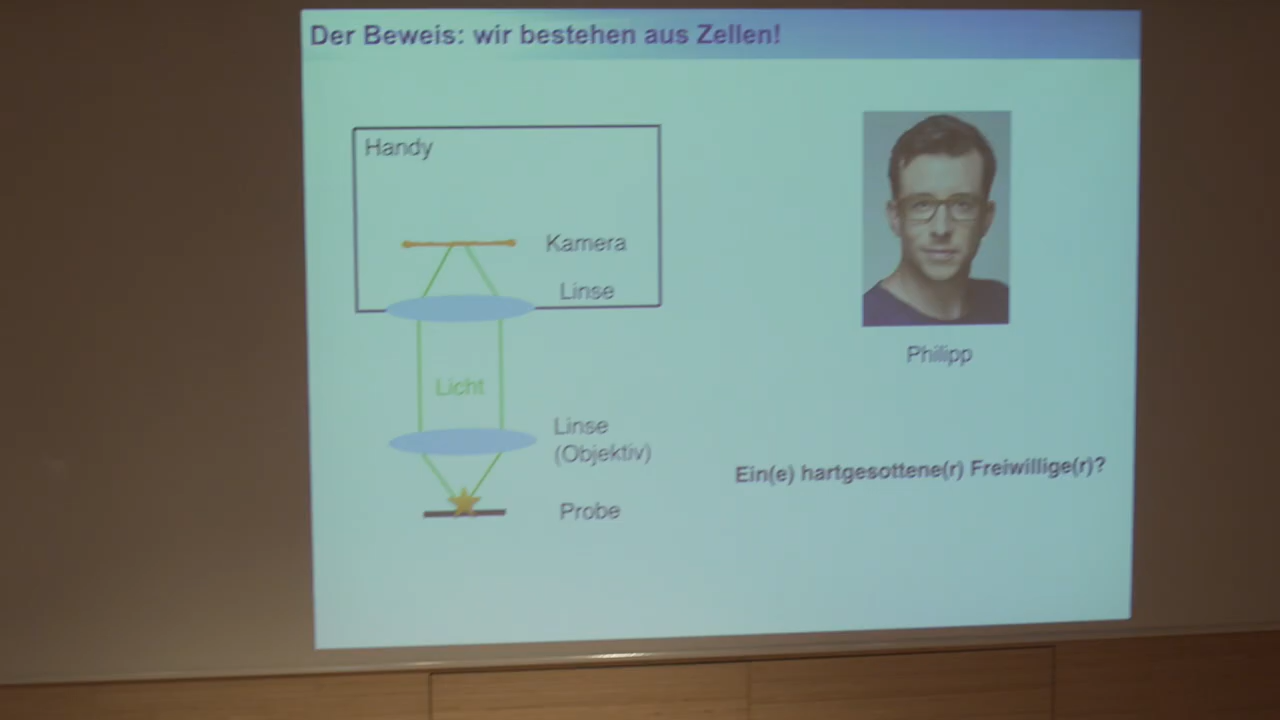 Der Beweis: wir bestehen aus Zellen!
Handy
Kamera
Linse
Licht
Linse
(Objektiv)
Probe
Philipp
Ein(e) hartgesottene(r) Freiwillige(r)?